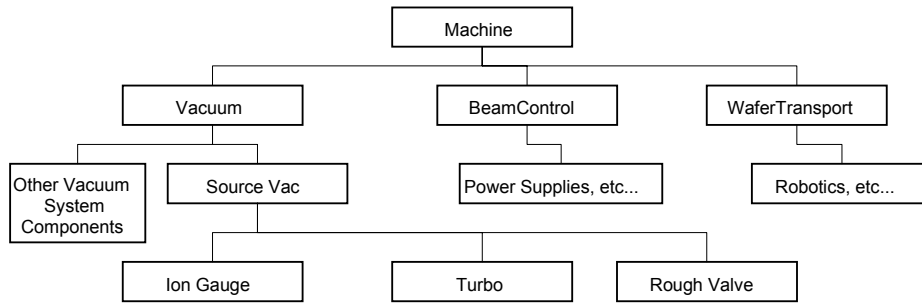 Machine
Vacuum
BeamControl
WaferTransport
Other Vacuum
System
Components
Source Vac
Power Supplies, etc...
Robotics, etc...
Ion Gauge
Turbo
Rough Valve